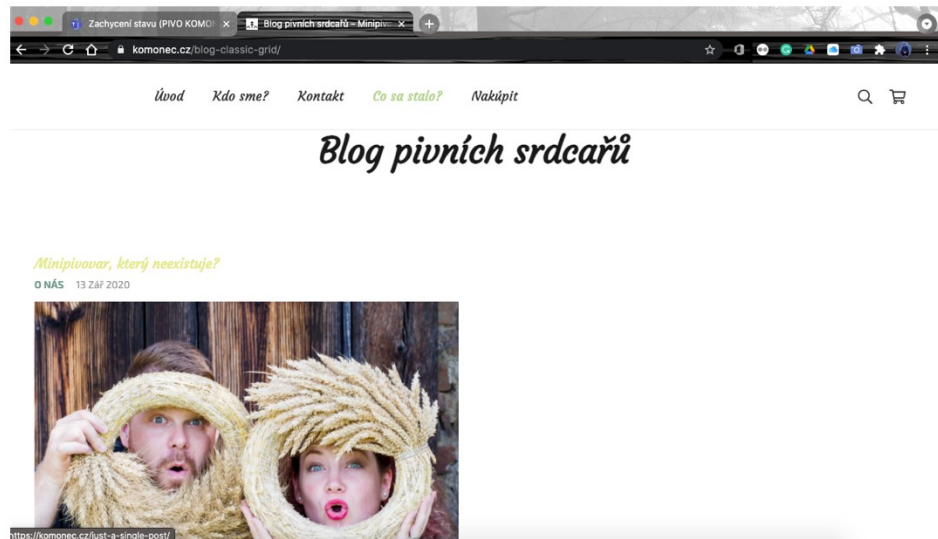 Zachycení stavu (PIVO KOMO
Blog pivních srdcařů – Minipiv
komonec.cz/blog-classic-grid/
Úvod Kdo sme? Kontakt Co sa stalo? Nakúpit
Blog pivních srdcařů
Minipivovar, který neexistuje?
O NÁS 13 Zář 2020
https://komonec.cz/just-a-single-post/